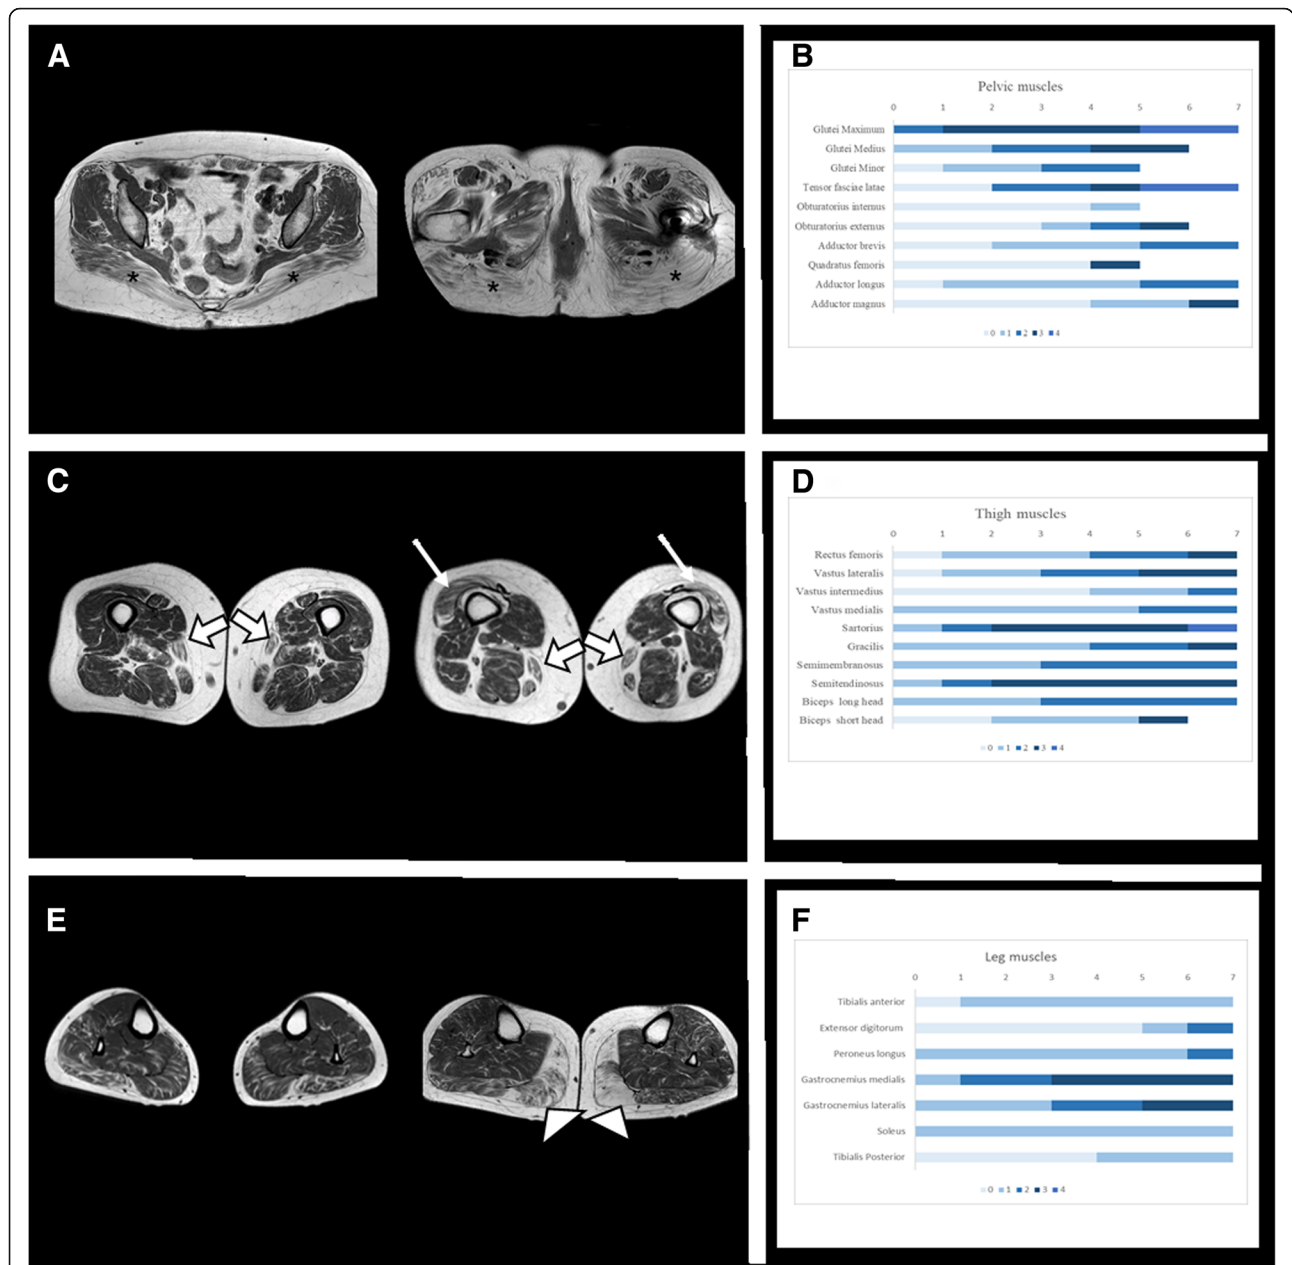 A
B
Pelvic muscles
0 1 2 3 4 5 6 7
Glutei Maximum
Glutei Medius
Glutei Minor
Tensor fasciae latae
Obturatorius internus
Obturatorius externus
Adductor brevis
Quadratus femoris
Adductor longus
Adductor magnus
0 1 2 3 4
* * * *
C
D
Thigh muscles
0 1 2 3 4 5 6 7
Rectus femoris
Vastus lateralis
Vastus intermedius
Vastus medialis
Sartorius
Gracilis
Semimembranosus
Semitendinosus
Biceps long head
Biceps short head
0 1 2 3 4
E
F
Leg muscles
0 1 2 3 4 5 6 7
Tibialis anterior
Extensor digitorum
Peroneus longus
Gastrocnemius medialis
Gastrocnemius lateralis
Soleus
Tibialis Posterior
0 1 2 3 4